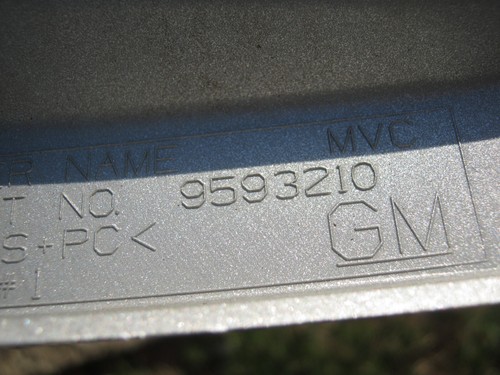 R NAME MVC
T NO. 9593210
S+PC<
#1
GM